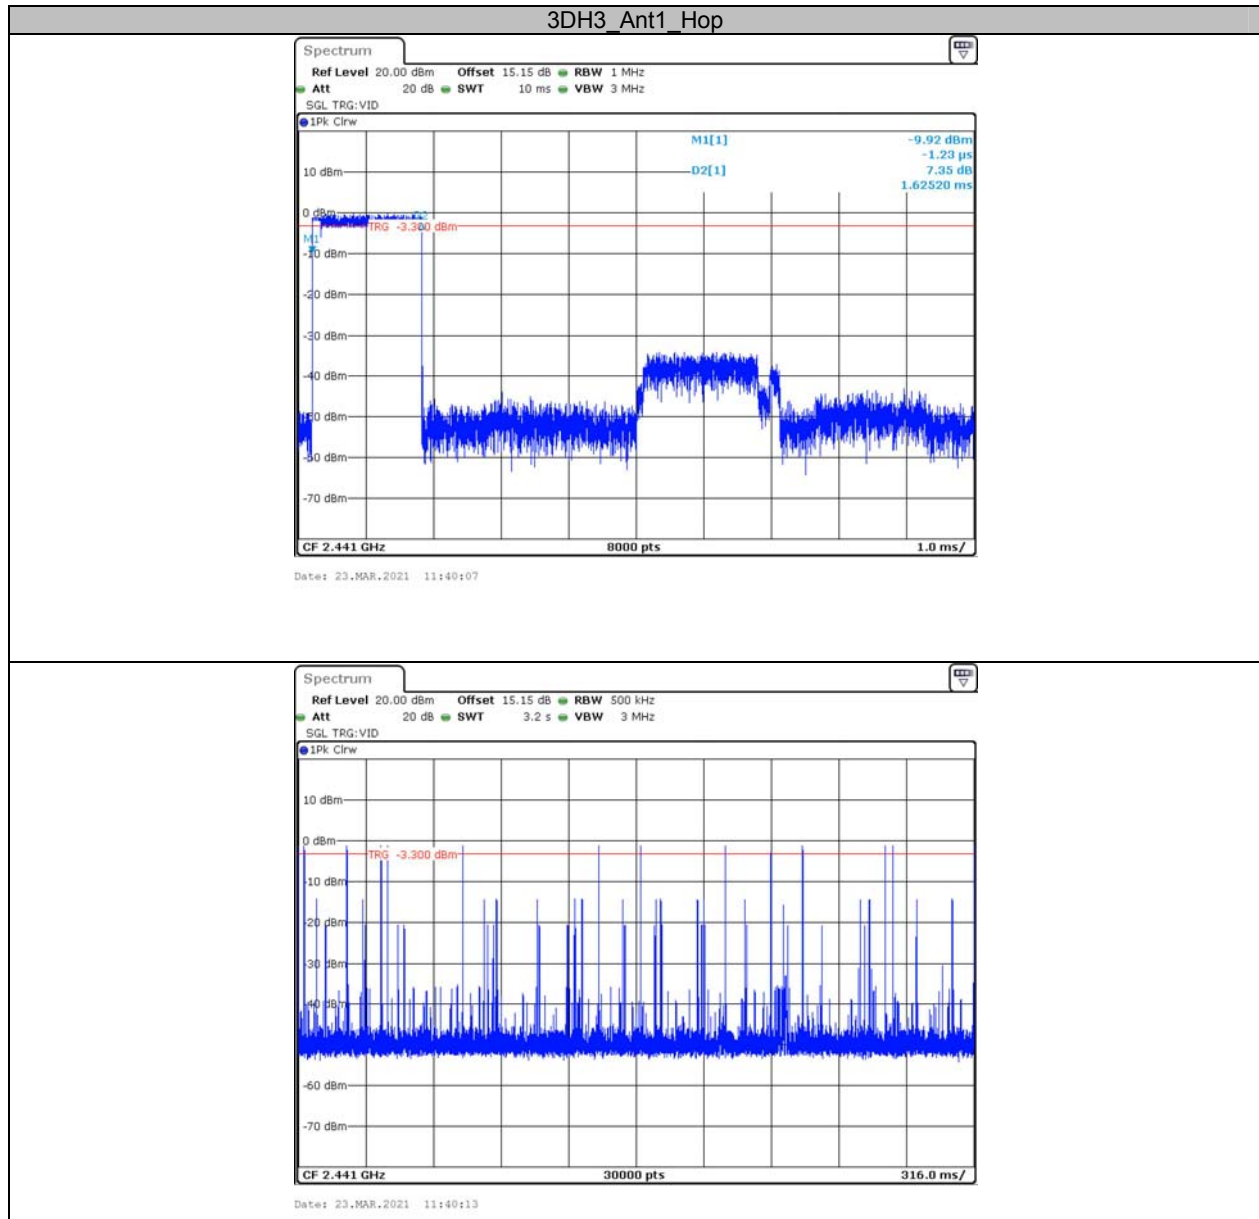 3DH3_Ant1_Hop
Spectrum
Ref Level 20.00 dBm Offset 15.15 dB RBW 1 MHz
Att 20 dB SWT 10 ms VBW 3 MHz
SGL TRG:VID
1Pk Clrw
M1[1] -9.92 dBm
-1.23 µs
D2[1] 7.35 dB
1.62520 ms
10 dBm
0 dBm
TRG -3.300 dBm
M1
-10 dBm
-20 dBm
-30 dBm
-40 dBm
-50 dBm
-60 dBm
-70 dBm
CF 2.441 GHz 8000 pts 1.0 ms/
Date: 23.MAR.2021 11:40:07
Spectrum
Ref Level 20.00 dBm Offset 15.15 dB RBW 500 kHz
Att 20 dB SWT 3.2 s VBW 3 MHz
SGL TRG:VID
1Pk Clrw
10 dBm
0 dBm
TRG -3.300 dBm
-10 dBm
-20 dBm
-30 dBm
-40 dBm
-60 dBm
-70 dBm
CF 2.441 GHz 30000 pts 316.0 ms/
Date: 23.MAR.2021 11:40:13